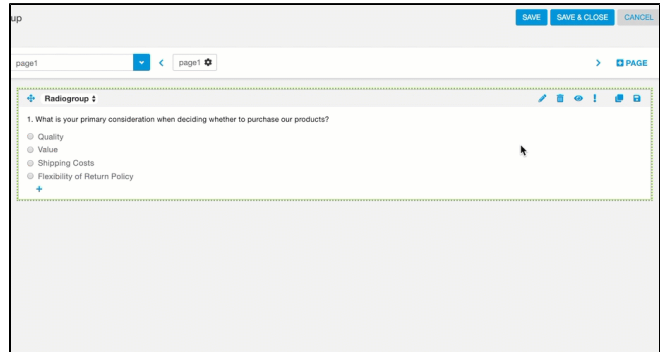 up
SAVE SAVE & CLOSE CANCEL
page1 page1 PAGE
Radiogroup
1. What is your primary consideration when deciding whether to purchase our products?
Quality
Value
Shipping Costs
Flexibility of Return Policy